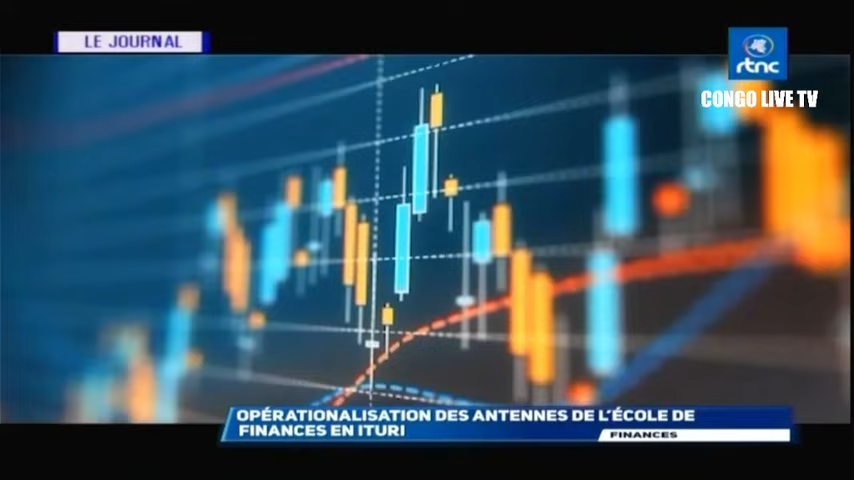 LE JOURNAL
rtnc
CONGO LIVE TV
OPÉRATIONALISATION DES ANTENNES DE L'ÉCOLE DE
FINANCES EN ITURI
FINANCES